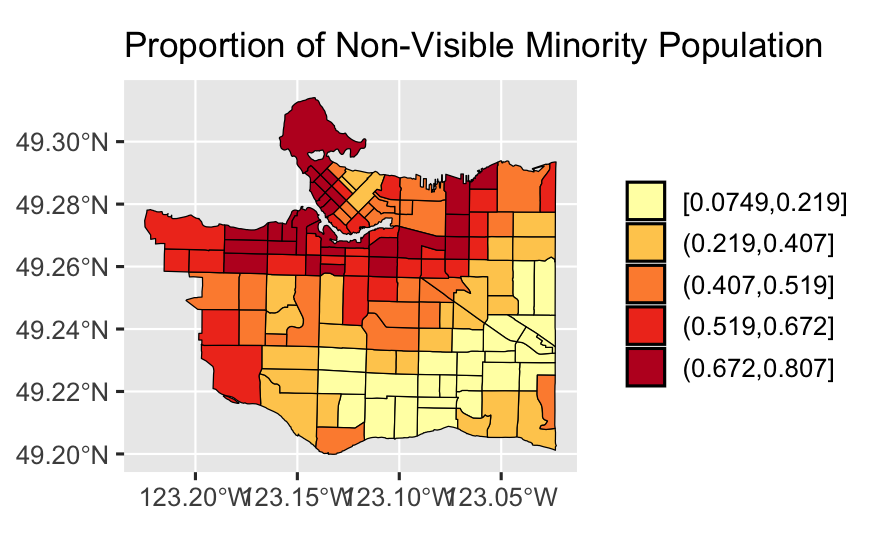 Proportion of Non-Visible Minority Population
49.30°N
49.28°N
49.26°N
49.24°N
49.22°N
49.20°N
123.20°W
123.15°W
123.10°W
123.05°W
[0.0749,0.219]
(0.219,0.407]
(0.407,0.519]
(0.519,0.672]
(0.672,0.807]